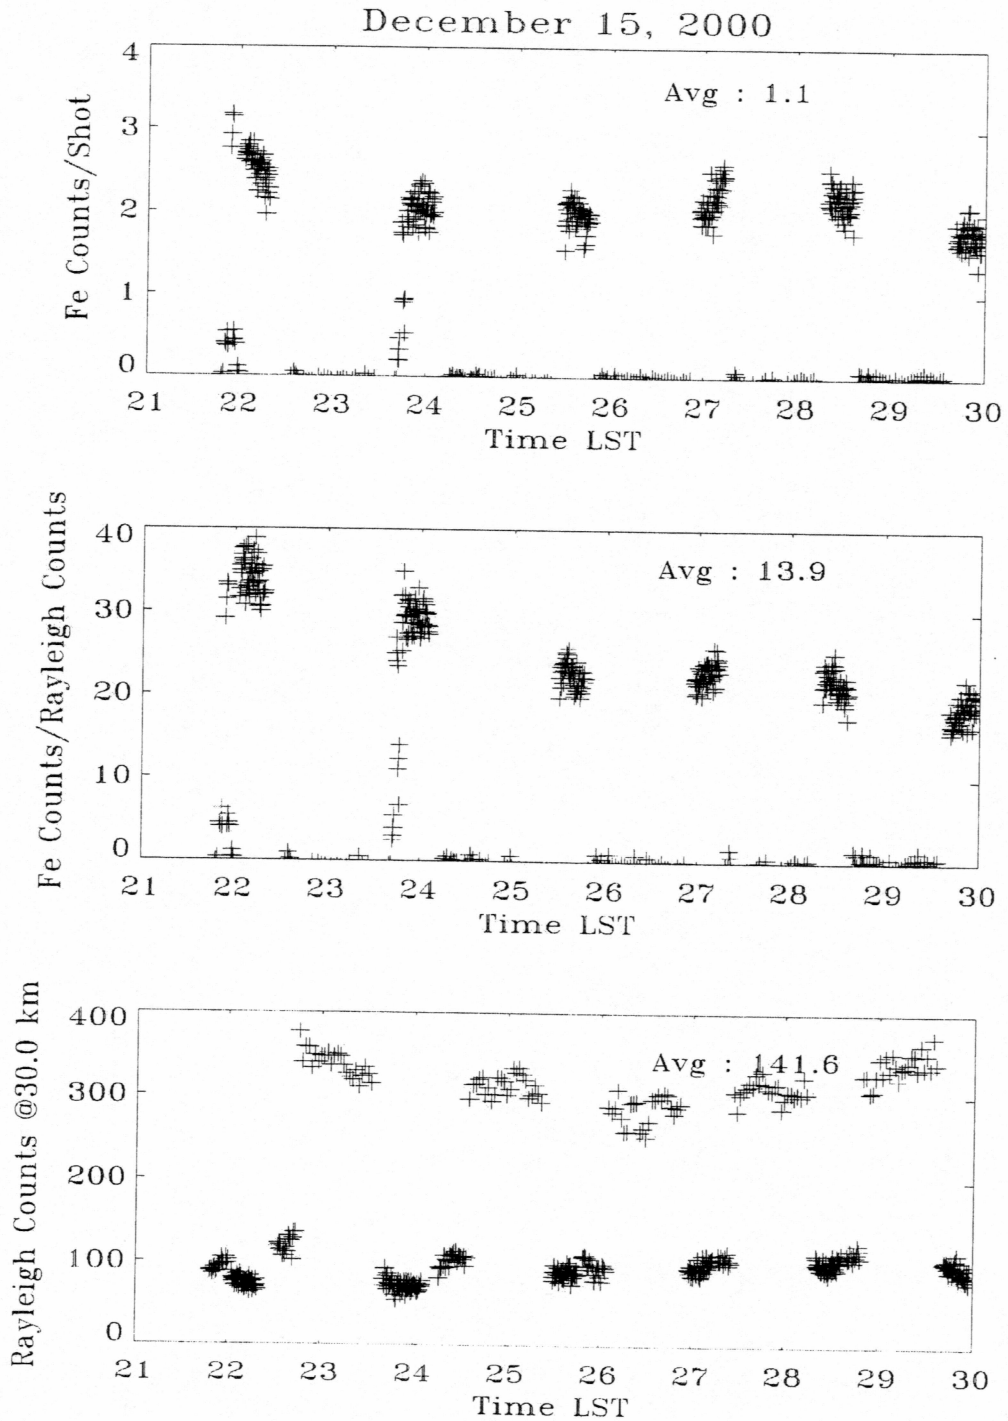 December 15, 2000
Fe Counts/Shot
4
Avg : 1.1
3
2
1
0
21 22 23 24 25 26 27 28 29 30
Time LST
Fe Counts/Rayleigh Counts
40
Avg : 13.9
30
20
10
0
21 22 23 24 25 26 27 28 29 30
Time LST
Rayleigh Counts @30.0 km
400
Avg : 141.6
300
200
100
0
21 22 23 24 25 26 27 28 29 30
Time LST